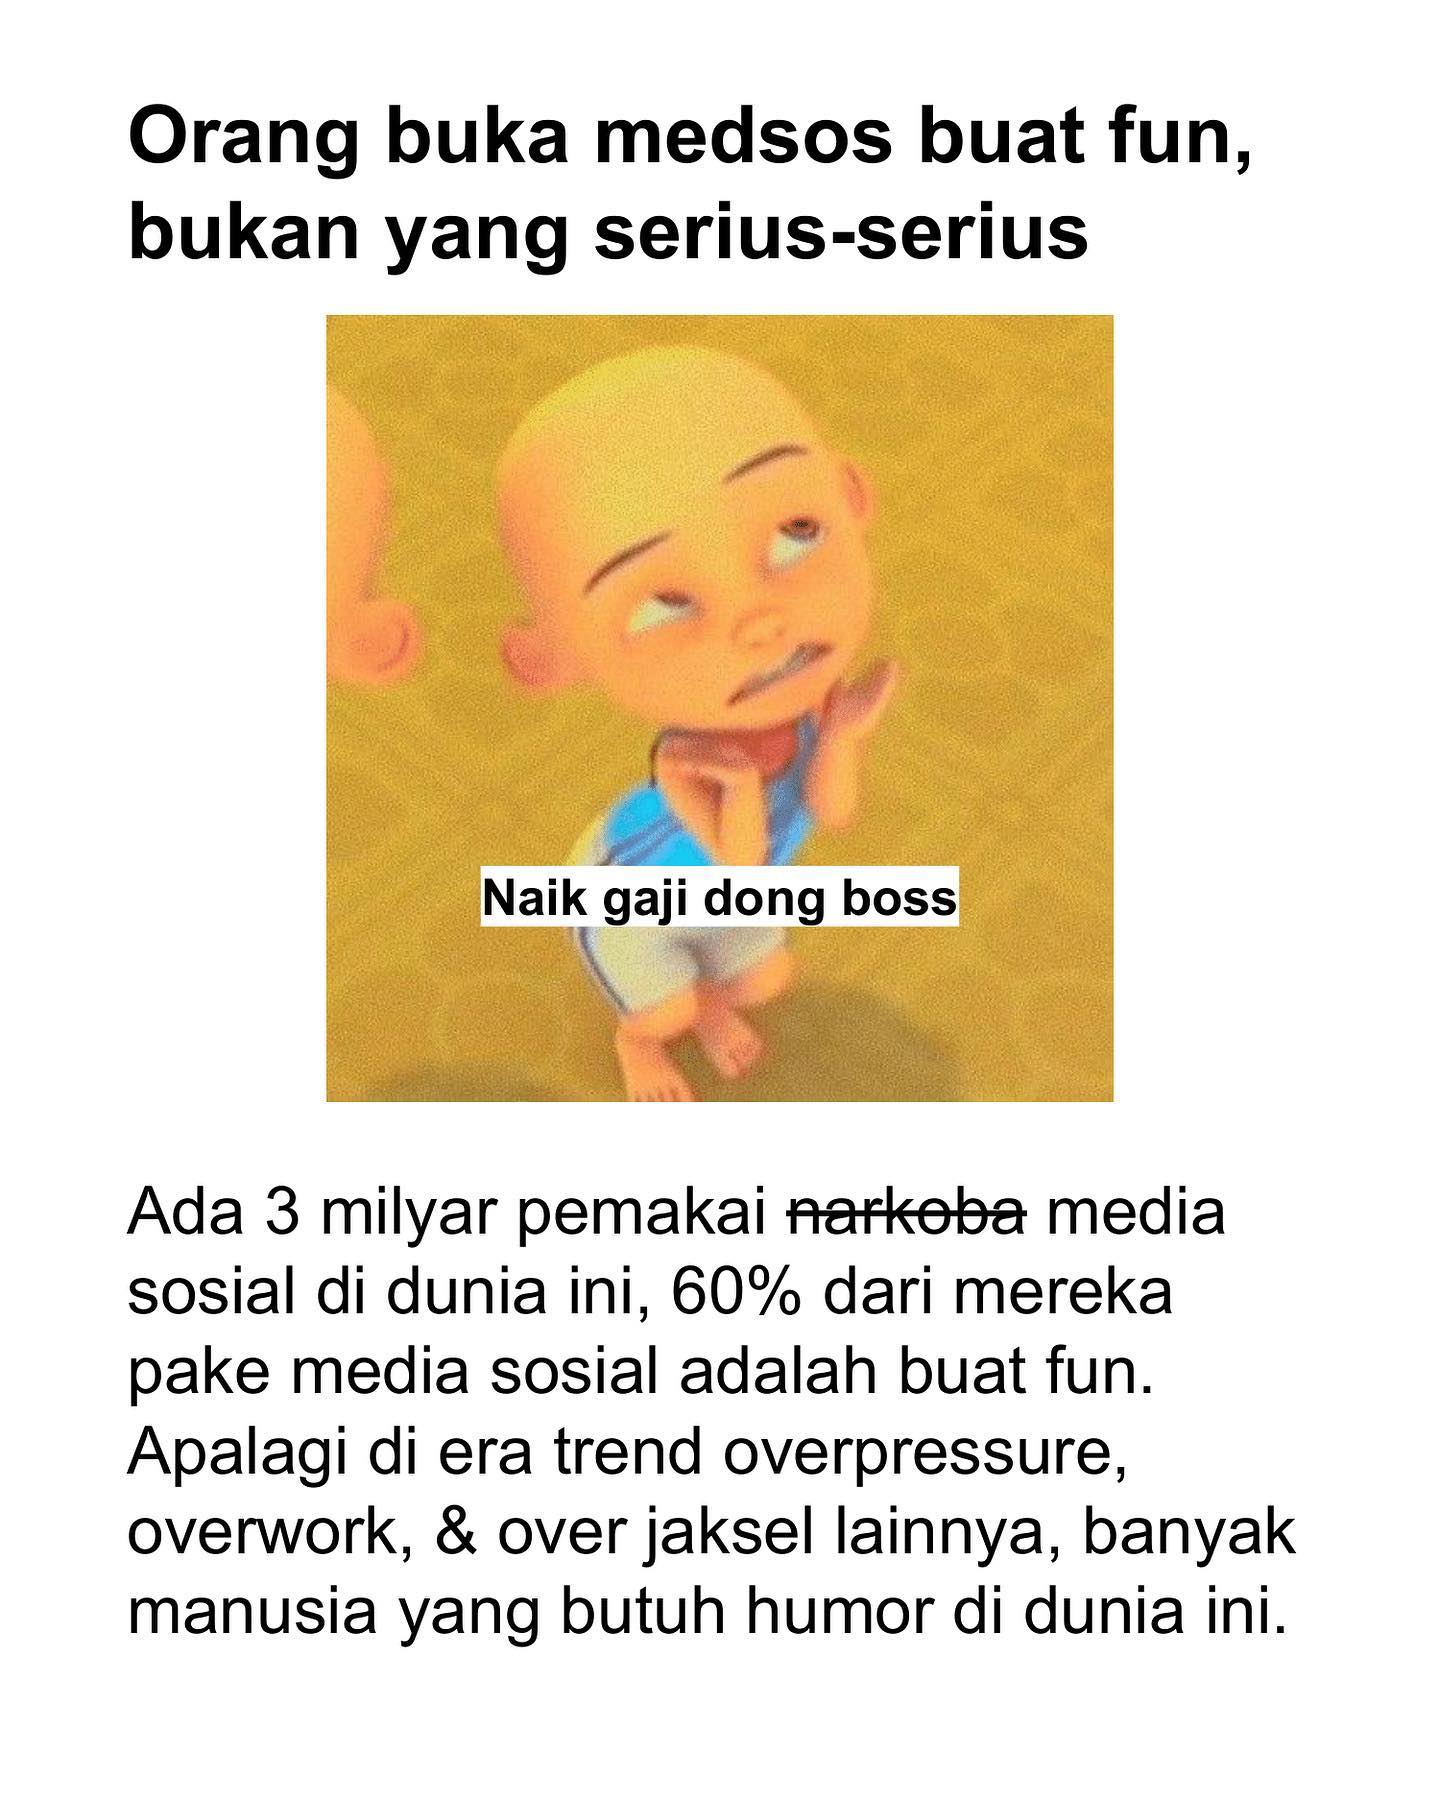 Orang buka medsos buat fun,
bukan yang serius-serius
Naik gaji dong boss
Ada 3 milyar pemakai narkoba media
sosial di dunia ini, 60% dari mereka
pake media sosial adalah buat fun.
Apalagi di era trend overpressure,
overwork, & over jaksel lainnya, banyak
manusia yang butuh humor di dunia ini.